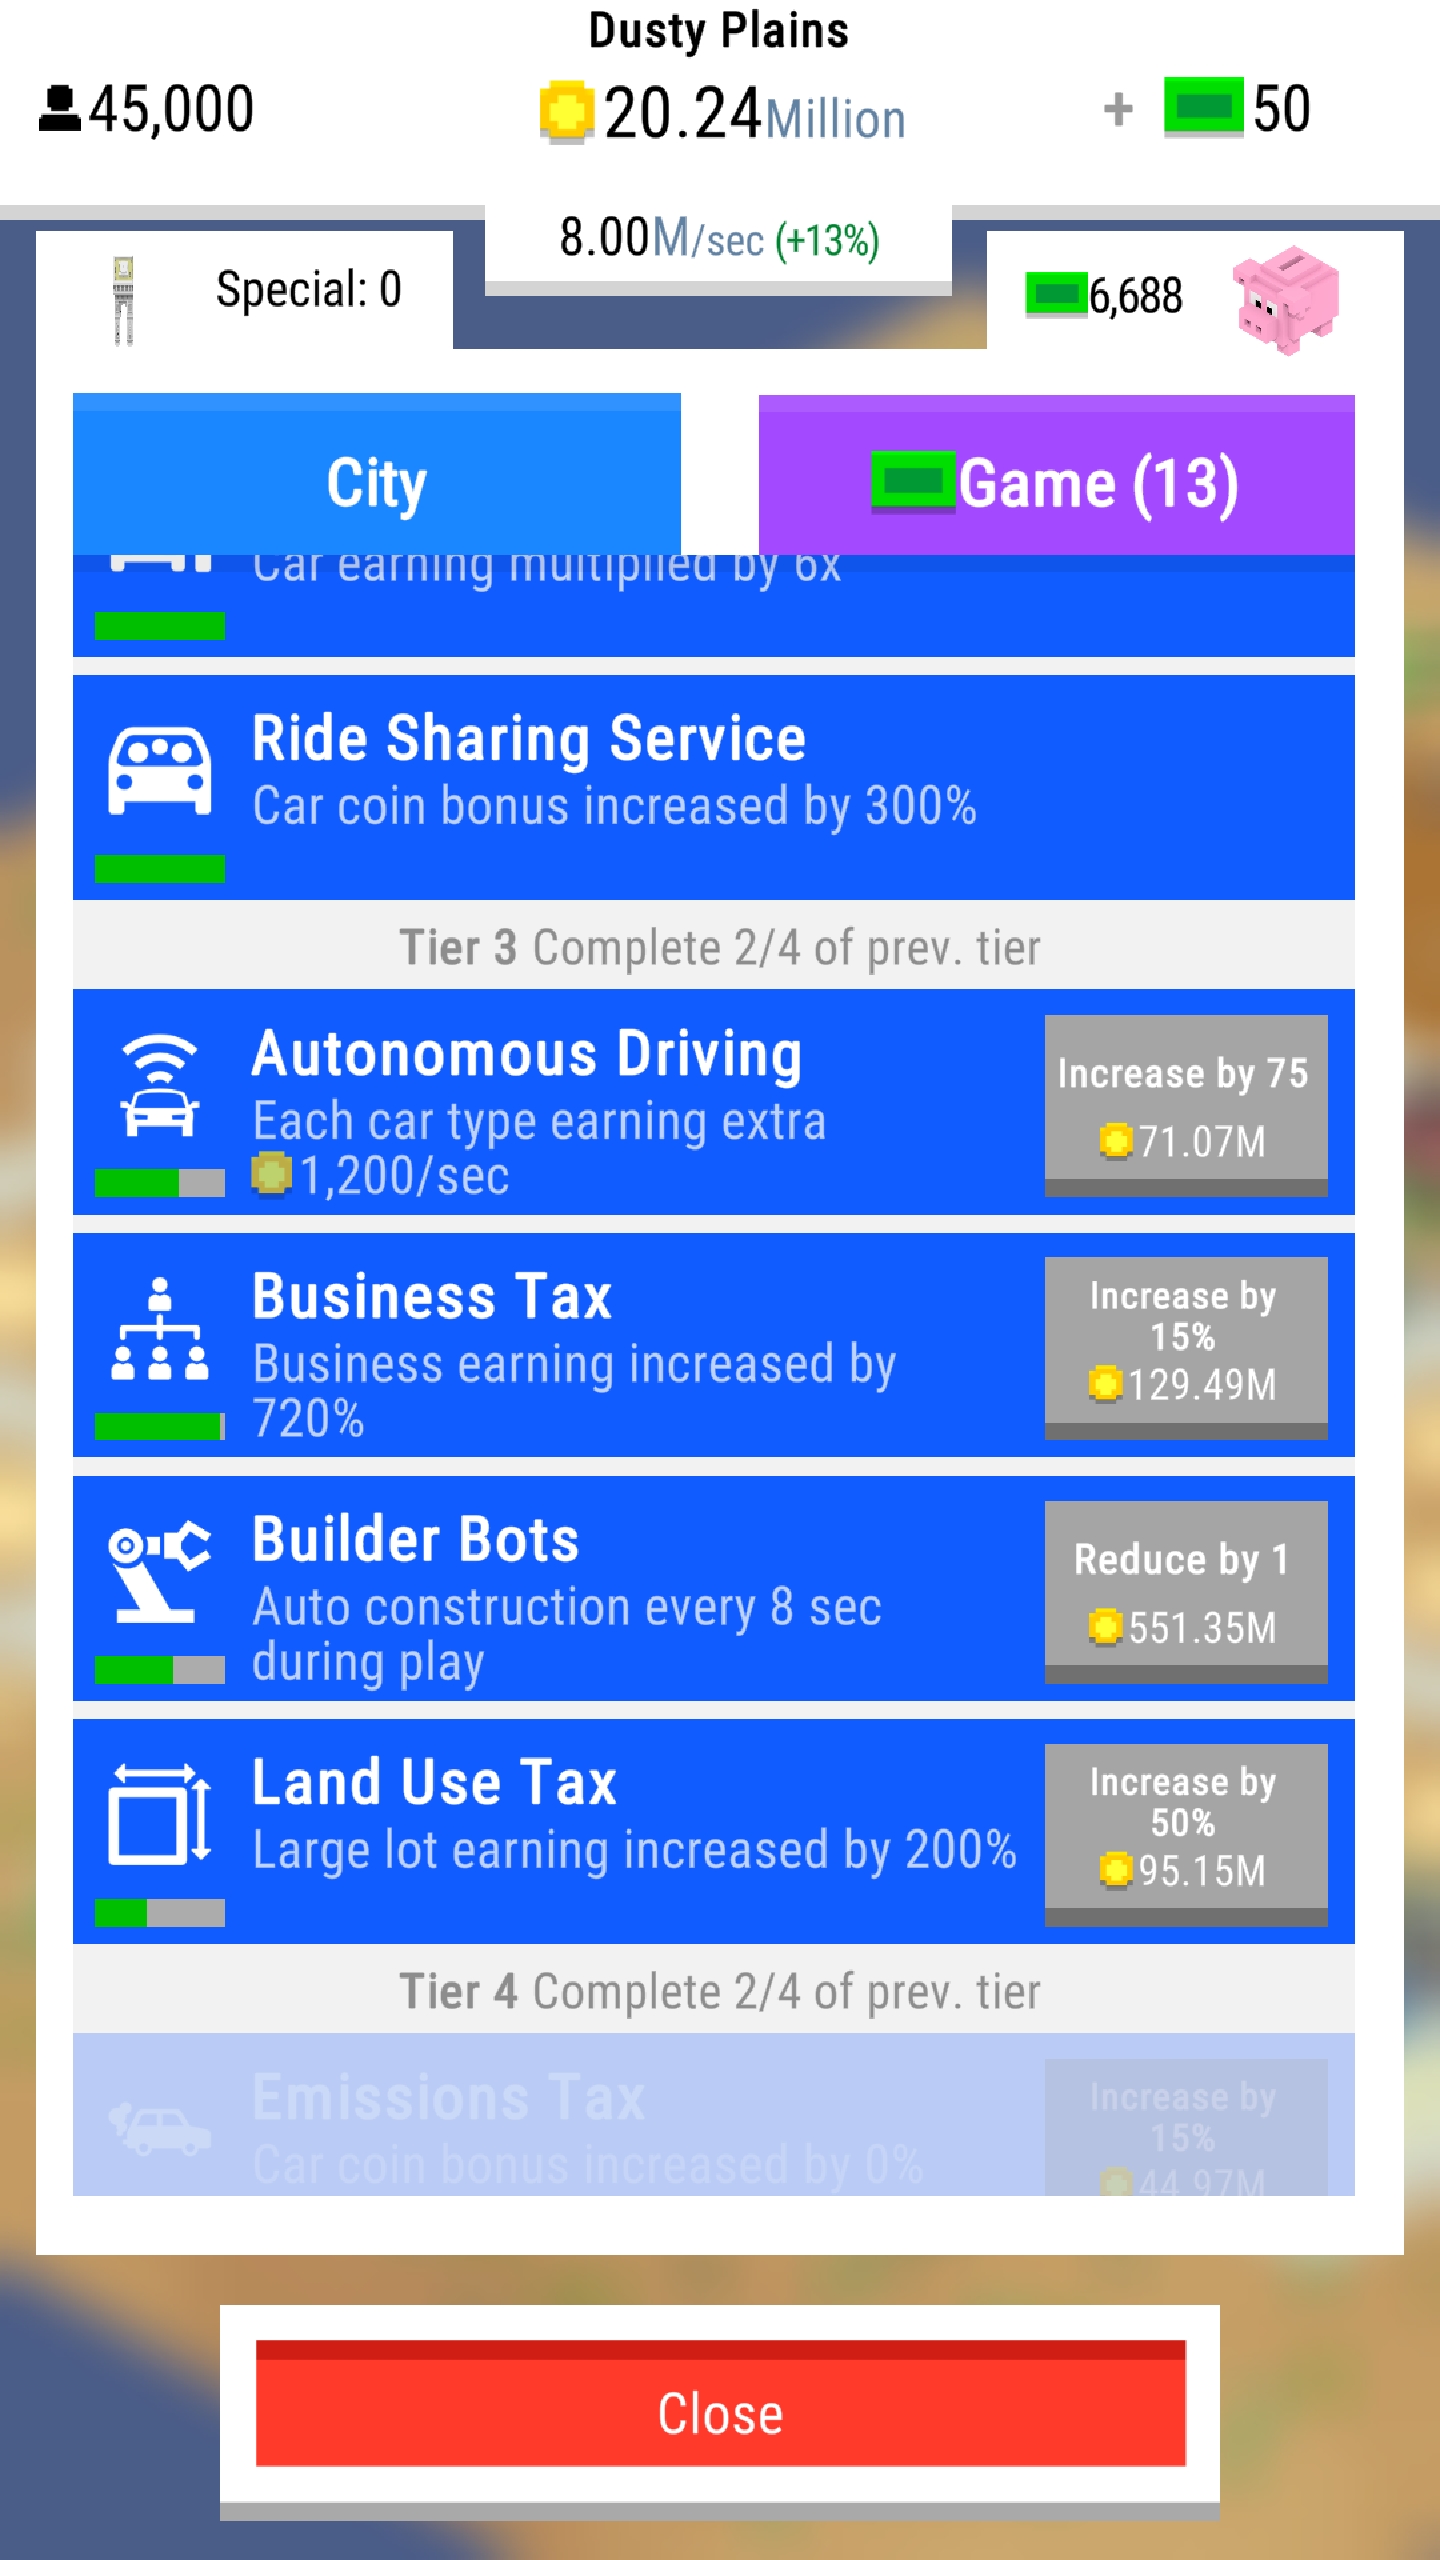 Dusty Plains
45,000
20.24Million
+ 50
8.00M/sec (+13%)
Special: 0
6,688
City
Game (13)
Car earning multiplied by 6x
Ride Sharing Service
Car coin bonus increased by 300%
Tier 3 Complete 2/4 of prev. tier
Autonomous Driving
Each car type earning extra
1,200/sec
Increase by 75
71.07M
Business Tax
Business earning increased by
720%
Increase by
15%
129.49M
Builder Bots
Auto construction every 8 sec
during play
Reduce by 1
551.35M
Land Use Tax
Large lot earning increased by 200%
Increase by
50%
95.15M
Tier 4 Complete 2/4 of prev. tier
Emissions Tax
Car coin bonus increased by 0%
Increase by
15%
44.97M
Close